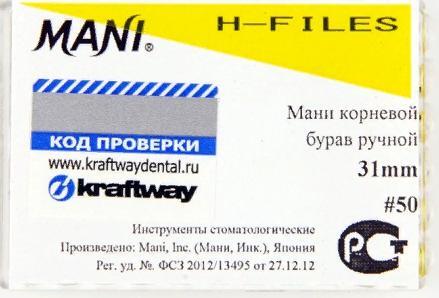 MANI® H-FILES
КОД ПРОВЕРКИ
www.kraftwaydental.ru
kraftway
Мани корневой
бурав ручной
31mm
#50
Инструменты стоматологические
Произведено: Mani, Inc. (Мани, Инк.), Япония
Рег. уд. №. ФСЗ 2012/13495 от 27.12.12
РСТ